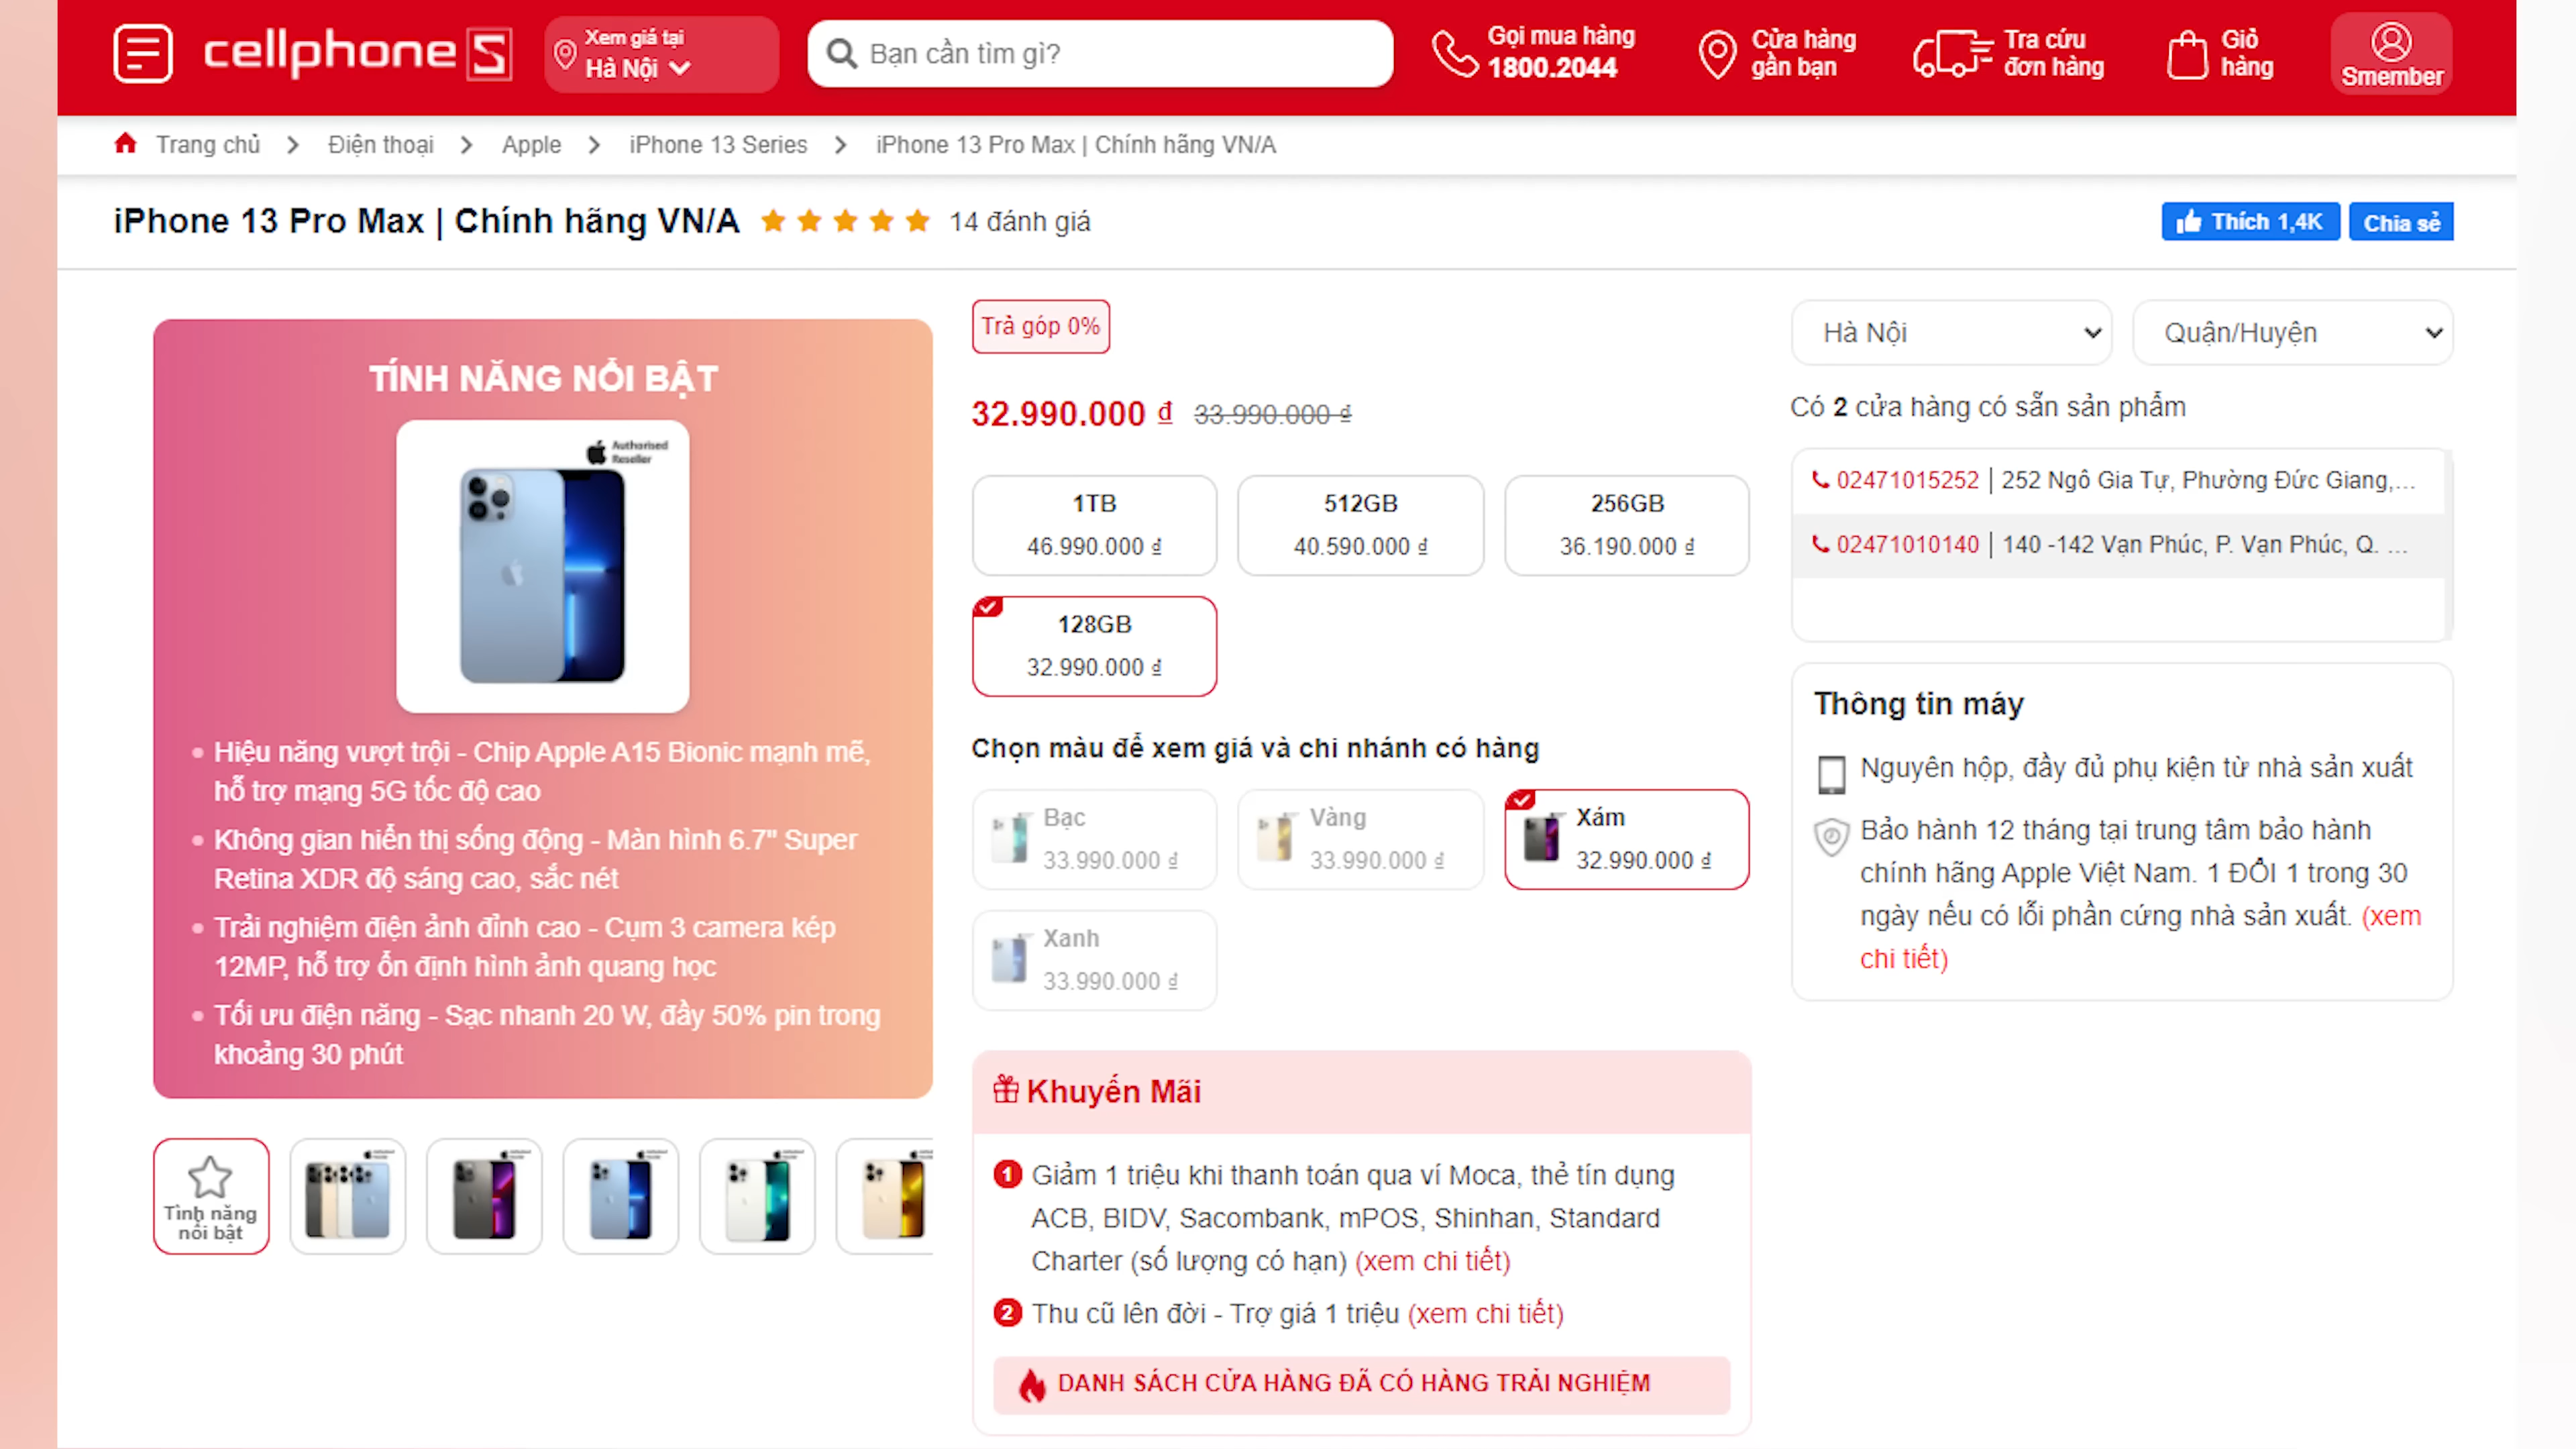 cellphoneS
Xem giá tại
Hà Nội
Bạn cần tìm gì?
Gọi mua hàng
1800.2044
Cửa hàng
gần bạn
Tra cứu
đơn hàng
Giỏ
hàng
Smember
Trang chủ > Điện thoại > Apple > iPhone 13 Series > iPhone 13 Pro Max | Chính hãng VN/A
iPhone 13 Pro Max | Chính hãng VN/A
14 đánh giá
Thích 1,4K
Chia sẻ
TÍNH NĂNG NỔI BẬT
Authorised
Reseller
• Hiệu năng vượt trội - Chip Apple A15 Bionic mạnh mẽ,
hỗ trợ mạng 5G tốc độ cao
• Không gian hiển thị sống động - Màn hình 6.7" Super
Retina XDR độ sáng cao, sắc nét
• Trải nghiệm điện ảnh đỉnh cao - Cụm 3 camera kép
12MP, hỗ trợ ổn định hình ảnh quang học
• Tối ưu điện năng - Sạc nhanh 20 W, đầy 50% pin trong
khoảng 30 phút
Tính năng
nổi bật
Trả góp 0%
32.990.000 ₫ 33.990.000 ₫
1TB
46.990.000 ₫
512GB
40.590.000 ₫
256GB
36.190.000 ₫
128GB
32.990.000 ₫
Chọn màu để xem giá và chi nhánh có hàng
Bạc
33.990.000 ₫
Vàng
33.990.000 ₫
Xám
32.990.000 ₫
Xanh
33.990.000 ₫
Khuyến Mãi
1 Giảm 1 triệu khi thanh toán qua ví Moca, thẻ tín dụng
ACB, BIDV, Sacombank, mPOS, Shinhan, Standard
Charter (số lượng có hạn) (xem chi tiết)
2 Thu cũ lên đời - Trợ giá 1 triệu (xem chi tiết)
DANH SÁCH CỬA HÀNG ĐÃ CÓ HÀNG TRẢI NGHIỆM
Hà Nội
Quận/Huyện
Có 2 cửa hàng có sẵn sản phẩm
02471015252 | 252 Ngô Gia Tự, Phường Đức Giang,...
02471010140 | 140 -142 Vạn Phúc, P. Vạn Phúc, Q. ...
Thông tin máy
Nguyên hộp, đầy đủ phụ kiện từ nhà sản xuất
Bảo hành 12 tháng tại trung tâm bảo hành
chính hãng Apple Việt Nam. 1 ĐỔI 1 trong 30
ngày nếu có lỗi phần cứng nhà sản xuất. (xem
chi tiết)